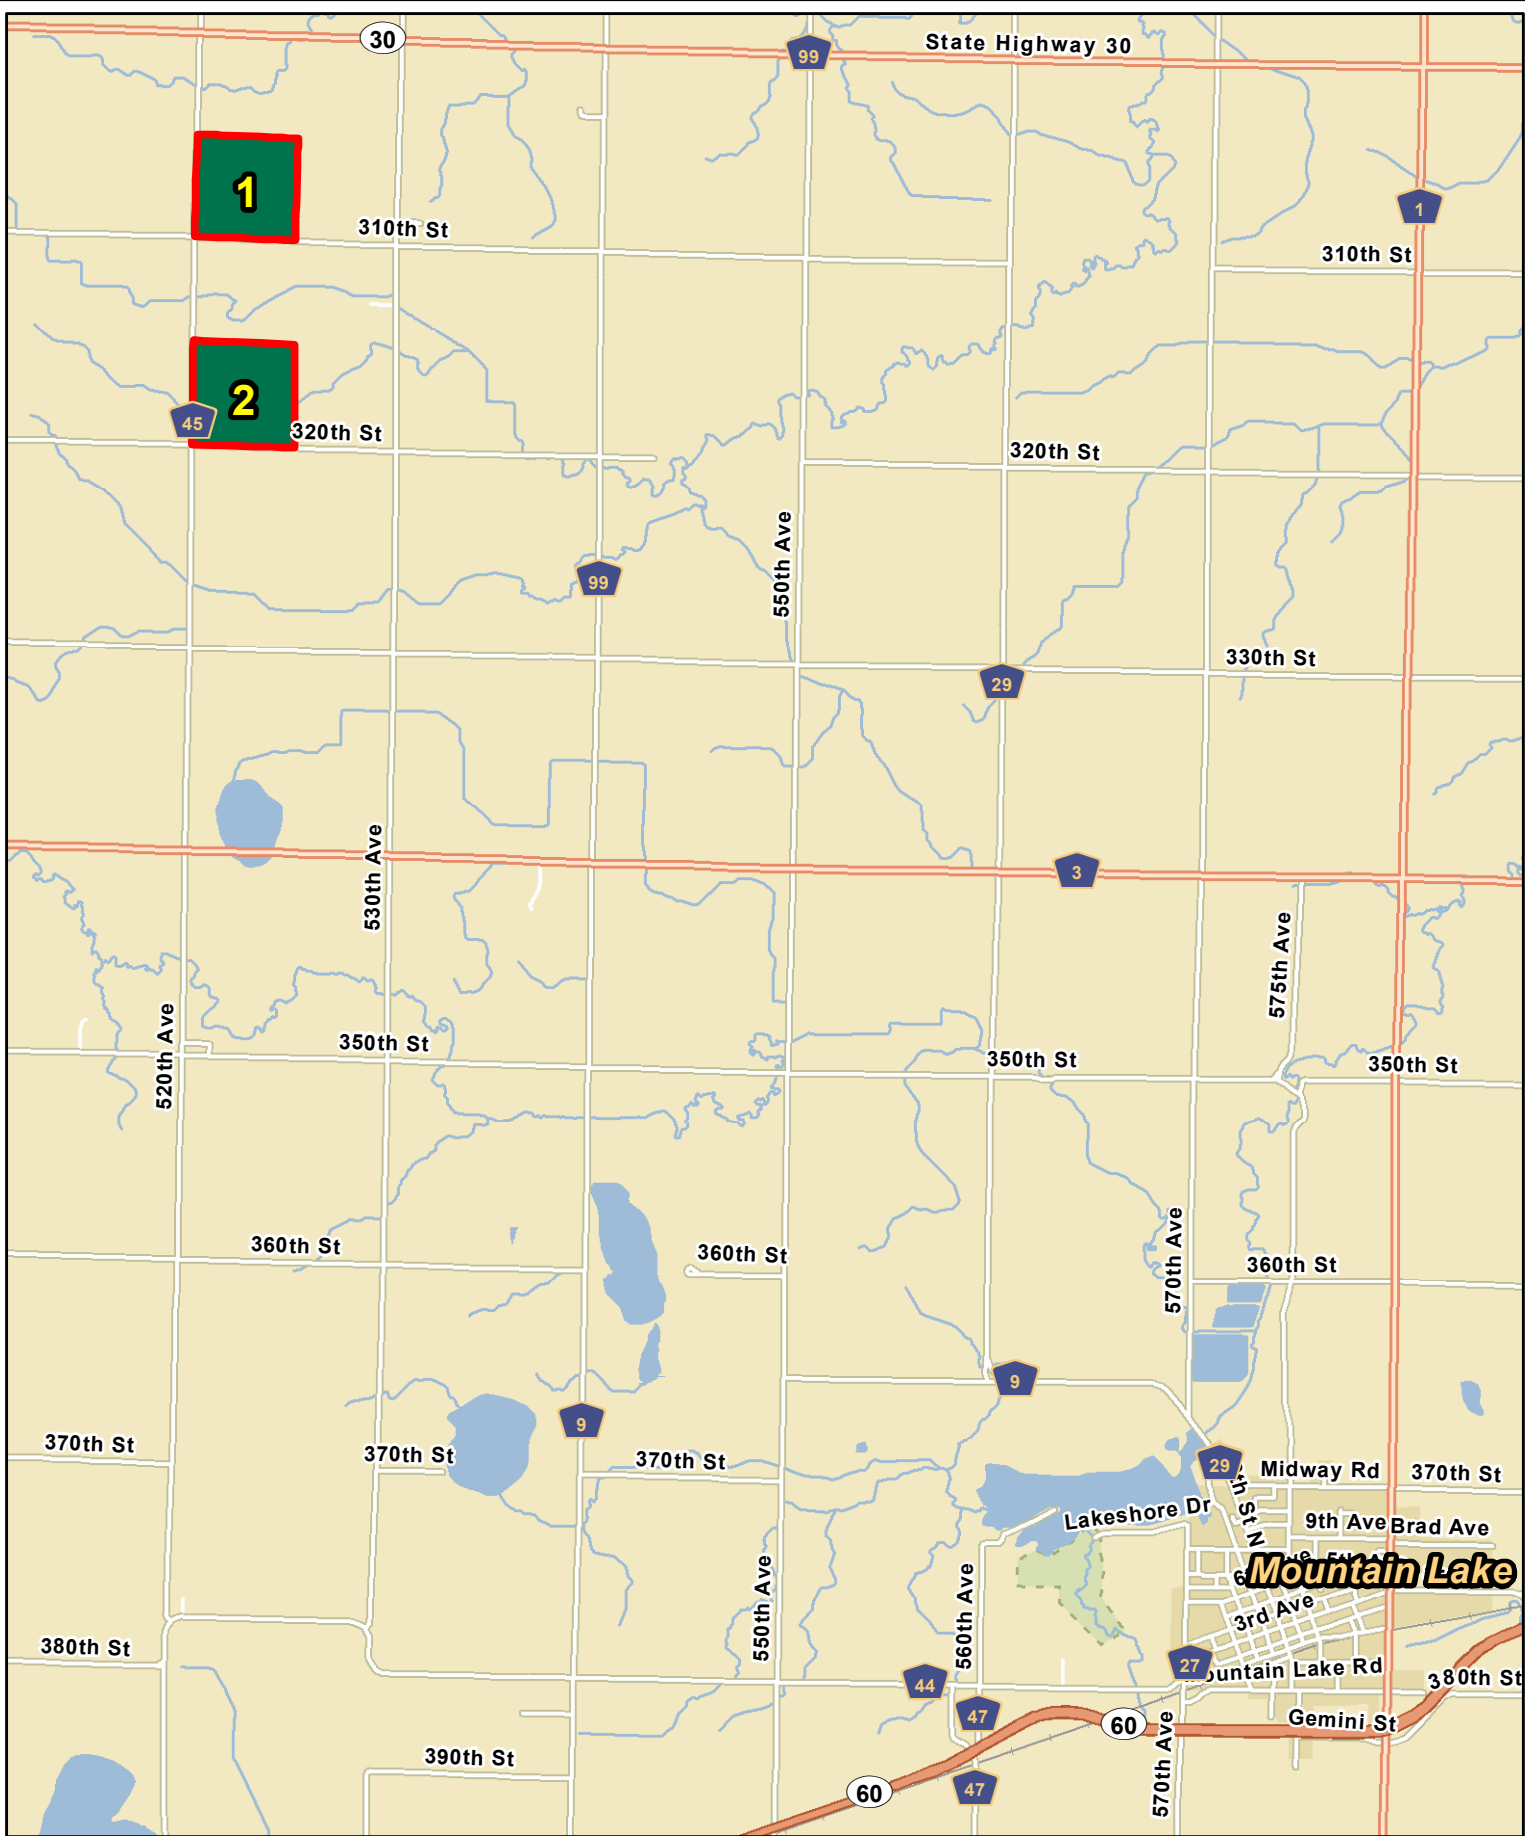 30
99
State Highway 30
1
1
310th St
310th St
2
45
320th St
320th St
550th Ave
99
330th St
29
530th Ave
3
575th Ave
520th Ave
350th St
350th St
350th St
570th Ave
360th St
360th St
360th St
9
9
370th St
370th St
370th St
29
Midway Rd
370th St
Lakeshore Dr
9th Ave
Brad Ave
Mountain Lake
3rd Ave
550th Ave
560th Ave
380th St
27
Mountain Lake Rd
44
380th St
47
60
Gemini St
570th Ave
390th St
60
47